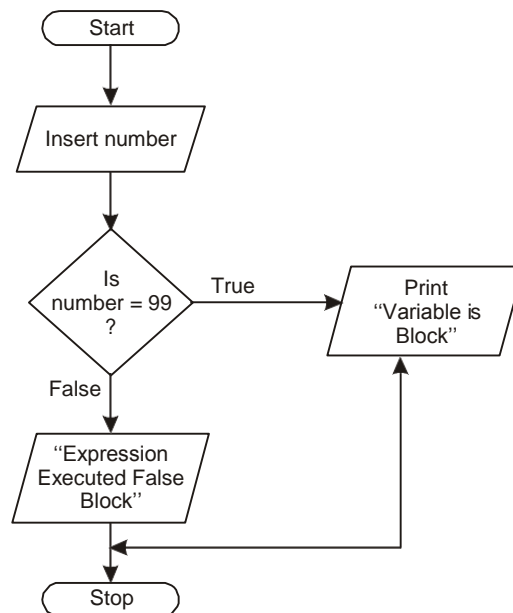 Start
Insert number
Is
number = 99
?
True
Print
“Variable is
Block”
False
“Expression
Executed False
Block”
Stop